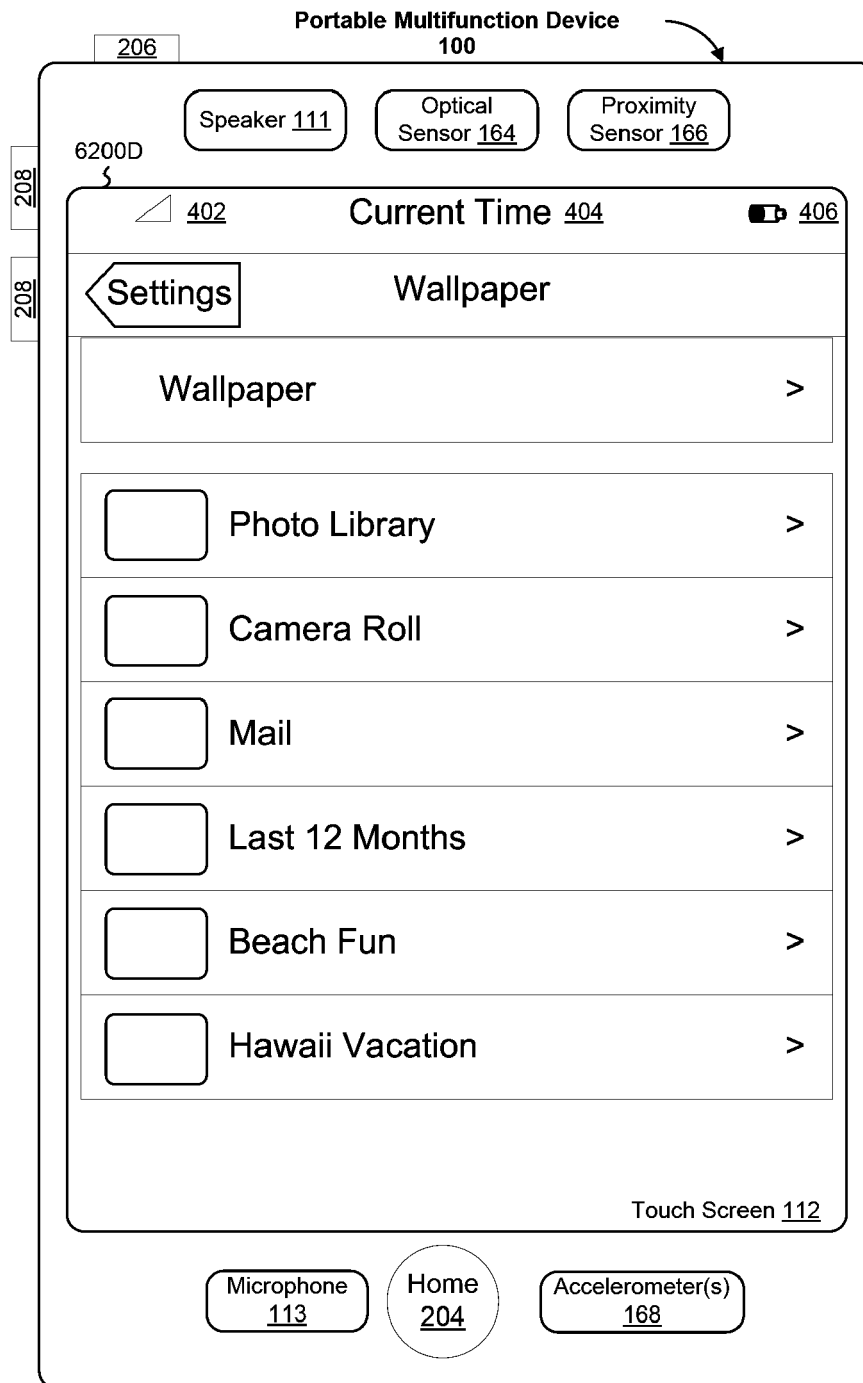 Portable Multifunction Device
100
206
Speaker 111
Optical
Sensor 164
Proximity
Sensor 166
6200D
208
208
402
Current Time 404
406
Settings
Wallpaper
Wallpaper >
Photo Library >
Camera Roll >
Mail >
Last 12 Months >
Beach Fun >
Hawaii Vacation >
Touch Screen 112
Microphone
113
Home
204
Accelerometer(s)
168